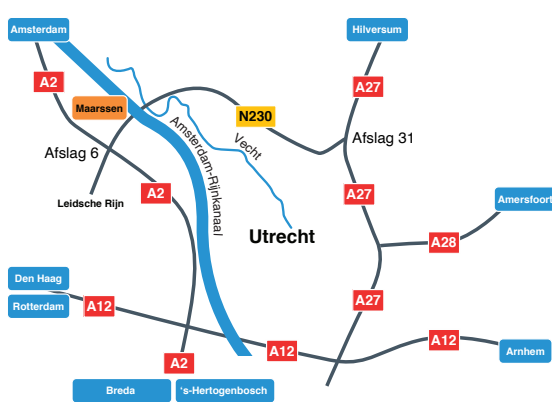 Amsterdam
Hilversum
A2
A27
Maarssen
N230
Afslag 31
Amsterdam-Rijnkanaal
Vecht
Afslag 6
A2
A27
Leidsche Rijn
Amersfoort
Utrecht
A28
Den Haag
Rotterdam
A12
A27
A12
A12
Arnhem
A2
Breda
's-Hertogenbosch